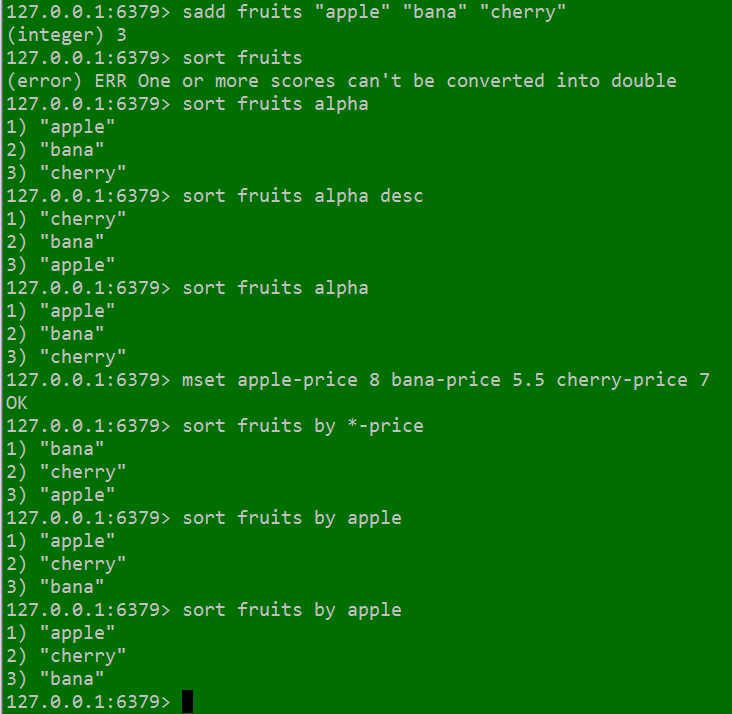 127.0.0.1:6379> sadd fruits "apple" "bana" "cherry"
(integer) 3
127.0.0.1:6379> sort fruits
(error) ERR One or more scores can't be converted into double
127.0.0.1:6379> sort fruits alpha
1) "apple"
2) "bana"
3) "cherry"
127.0.0.1:6379> sort fruits alpha desc
1) "cherry"
2) "bana"
3) "apple"
127.0.0.1:6379> sort fruits alpha
1) "apple"
2) "bana"
3) "cherry"
127.0.0.1:6379> mset apple-price 8 bana-price 5.5 cherry-price 7
OK
127.0.0.1:6379> sort fruits by *-price
1) "bana"
2) "cherry"
3) "apple"
127.0.0.1:6379> sort fruits by apple
1) "apple"
2) "cherry"
3) "bana"
127.0.0.1:6379> sort fruits by apple
1) "apple"
2) "cherry"
3) "bana"
127.0.0.1:6379>